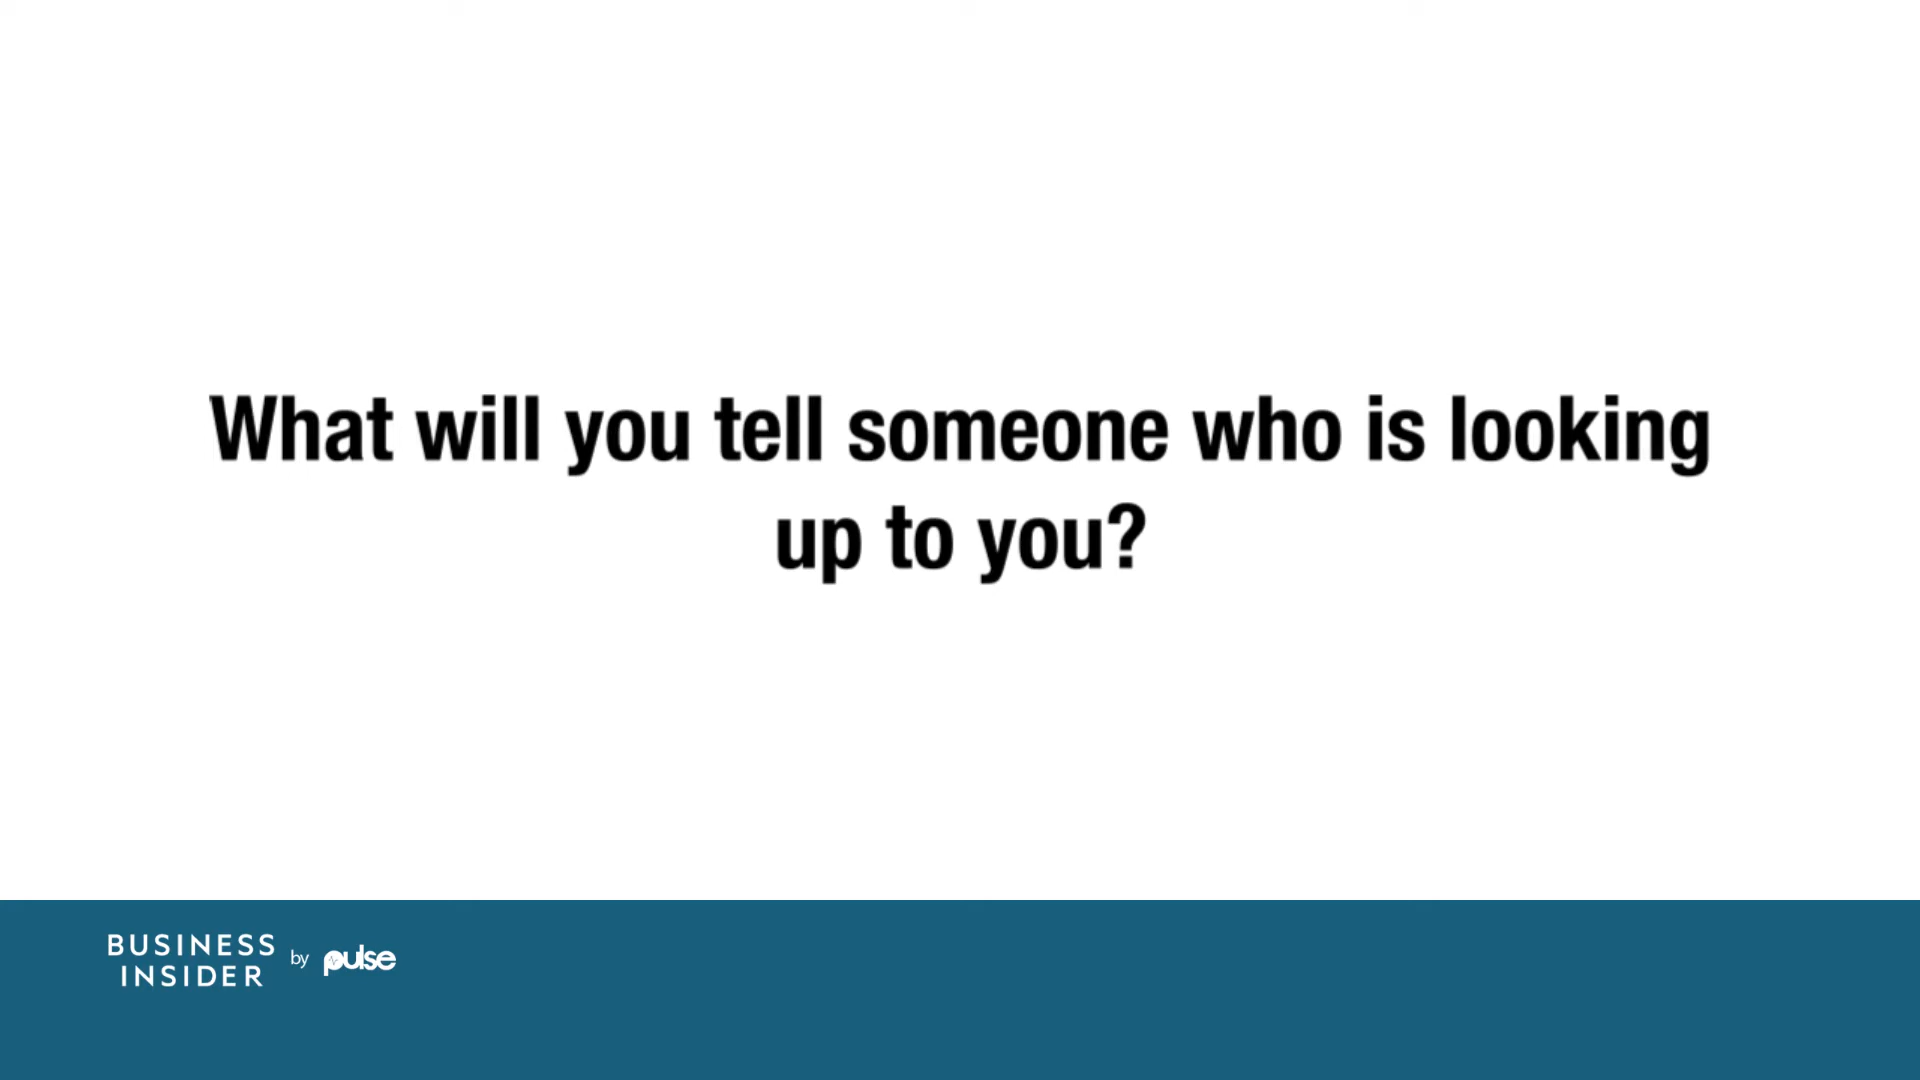 What will you tell someone who is looking
up to you?
BUSINESS
INSIDER
by pulse